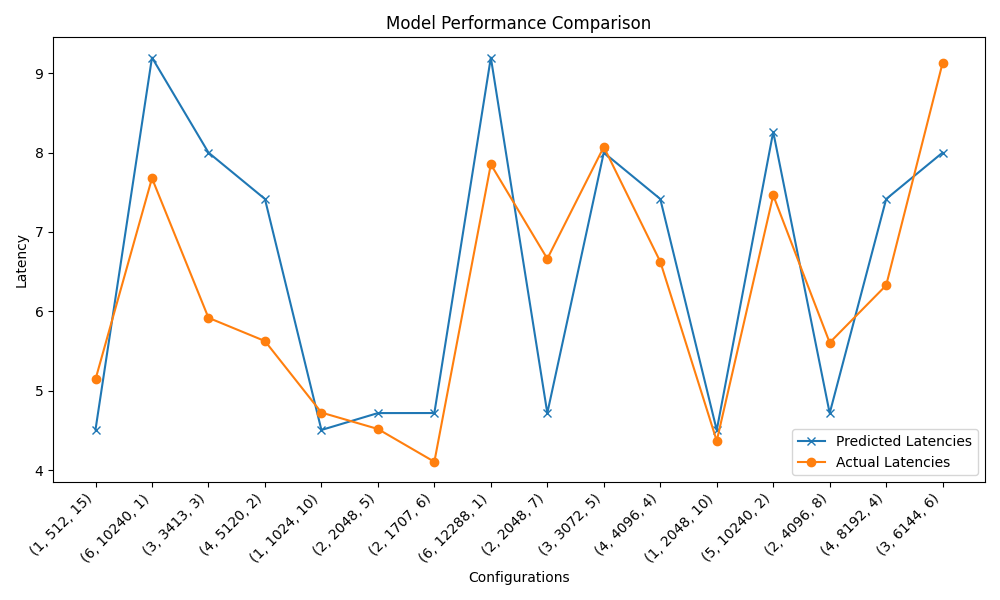 Model Performance Comparison
Latency
9
8
7
6
5
4
Predicted Latencies
Actual Latencies
(1, 512, 15)
(6, 10240, 1)
(3, 3413, 3)
(4, 5120, 2)
(1, 1024, 10)
(2, 2048, 5)
(2, 1707, 6)
(6, 12288, 1)
(2, 2048, 7)
(3, 3072, 5)
(4, 4096, 4)
(1, 2048, 10)
(5, 10240, 2)
(2, 4096, 8)
(4, 8192, 4)
(3, 6144, 6)
Configurations